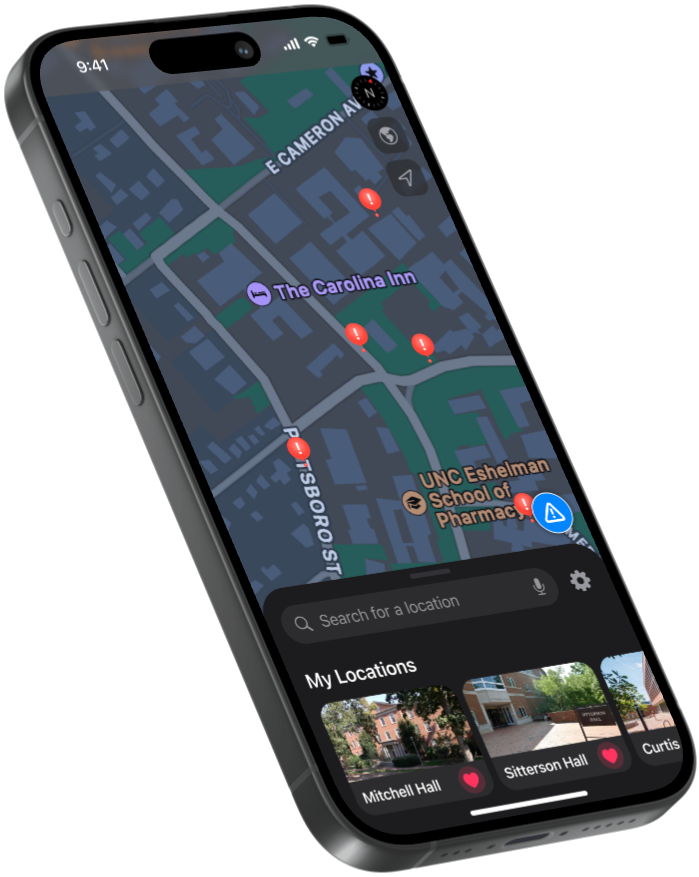 9:41
N
E CAMERON AV
The Carolina Inn
UNC Eshelman
School of
Pharmacy
TSBORO ST
Search for a location
My Locations
Mitchell Hall
Sitterson Hall
Curtis